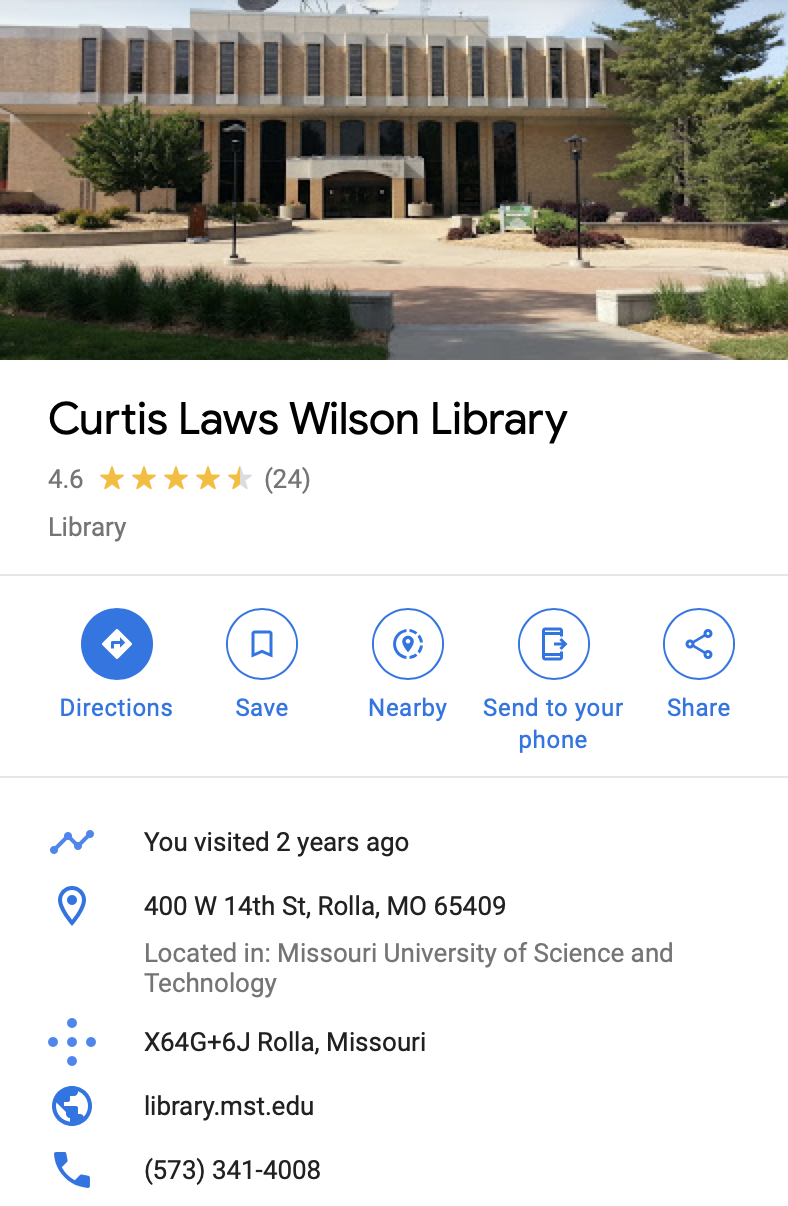 Curtis Laws Wilson Library
4.6 (24)
Library
Directions
Save
Nearby
Send to your
phone
Share
You visited 2 years ago
400 W 14th St, Rolla, MO 65409
Located in: Missouri University of Science and
Technology
X64G+6J Rolla, Missouri
library.mst.edu
(573) 341-4008